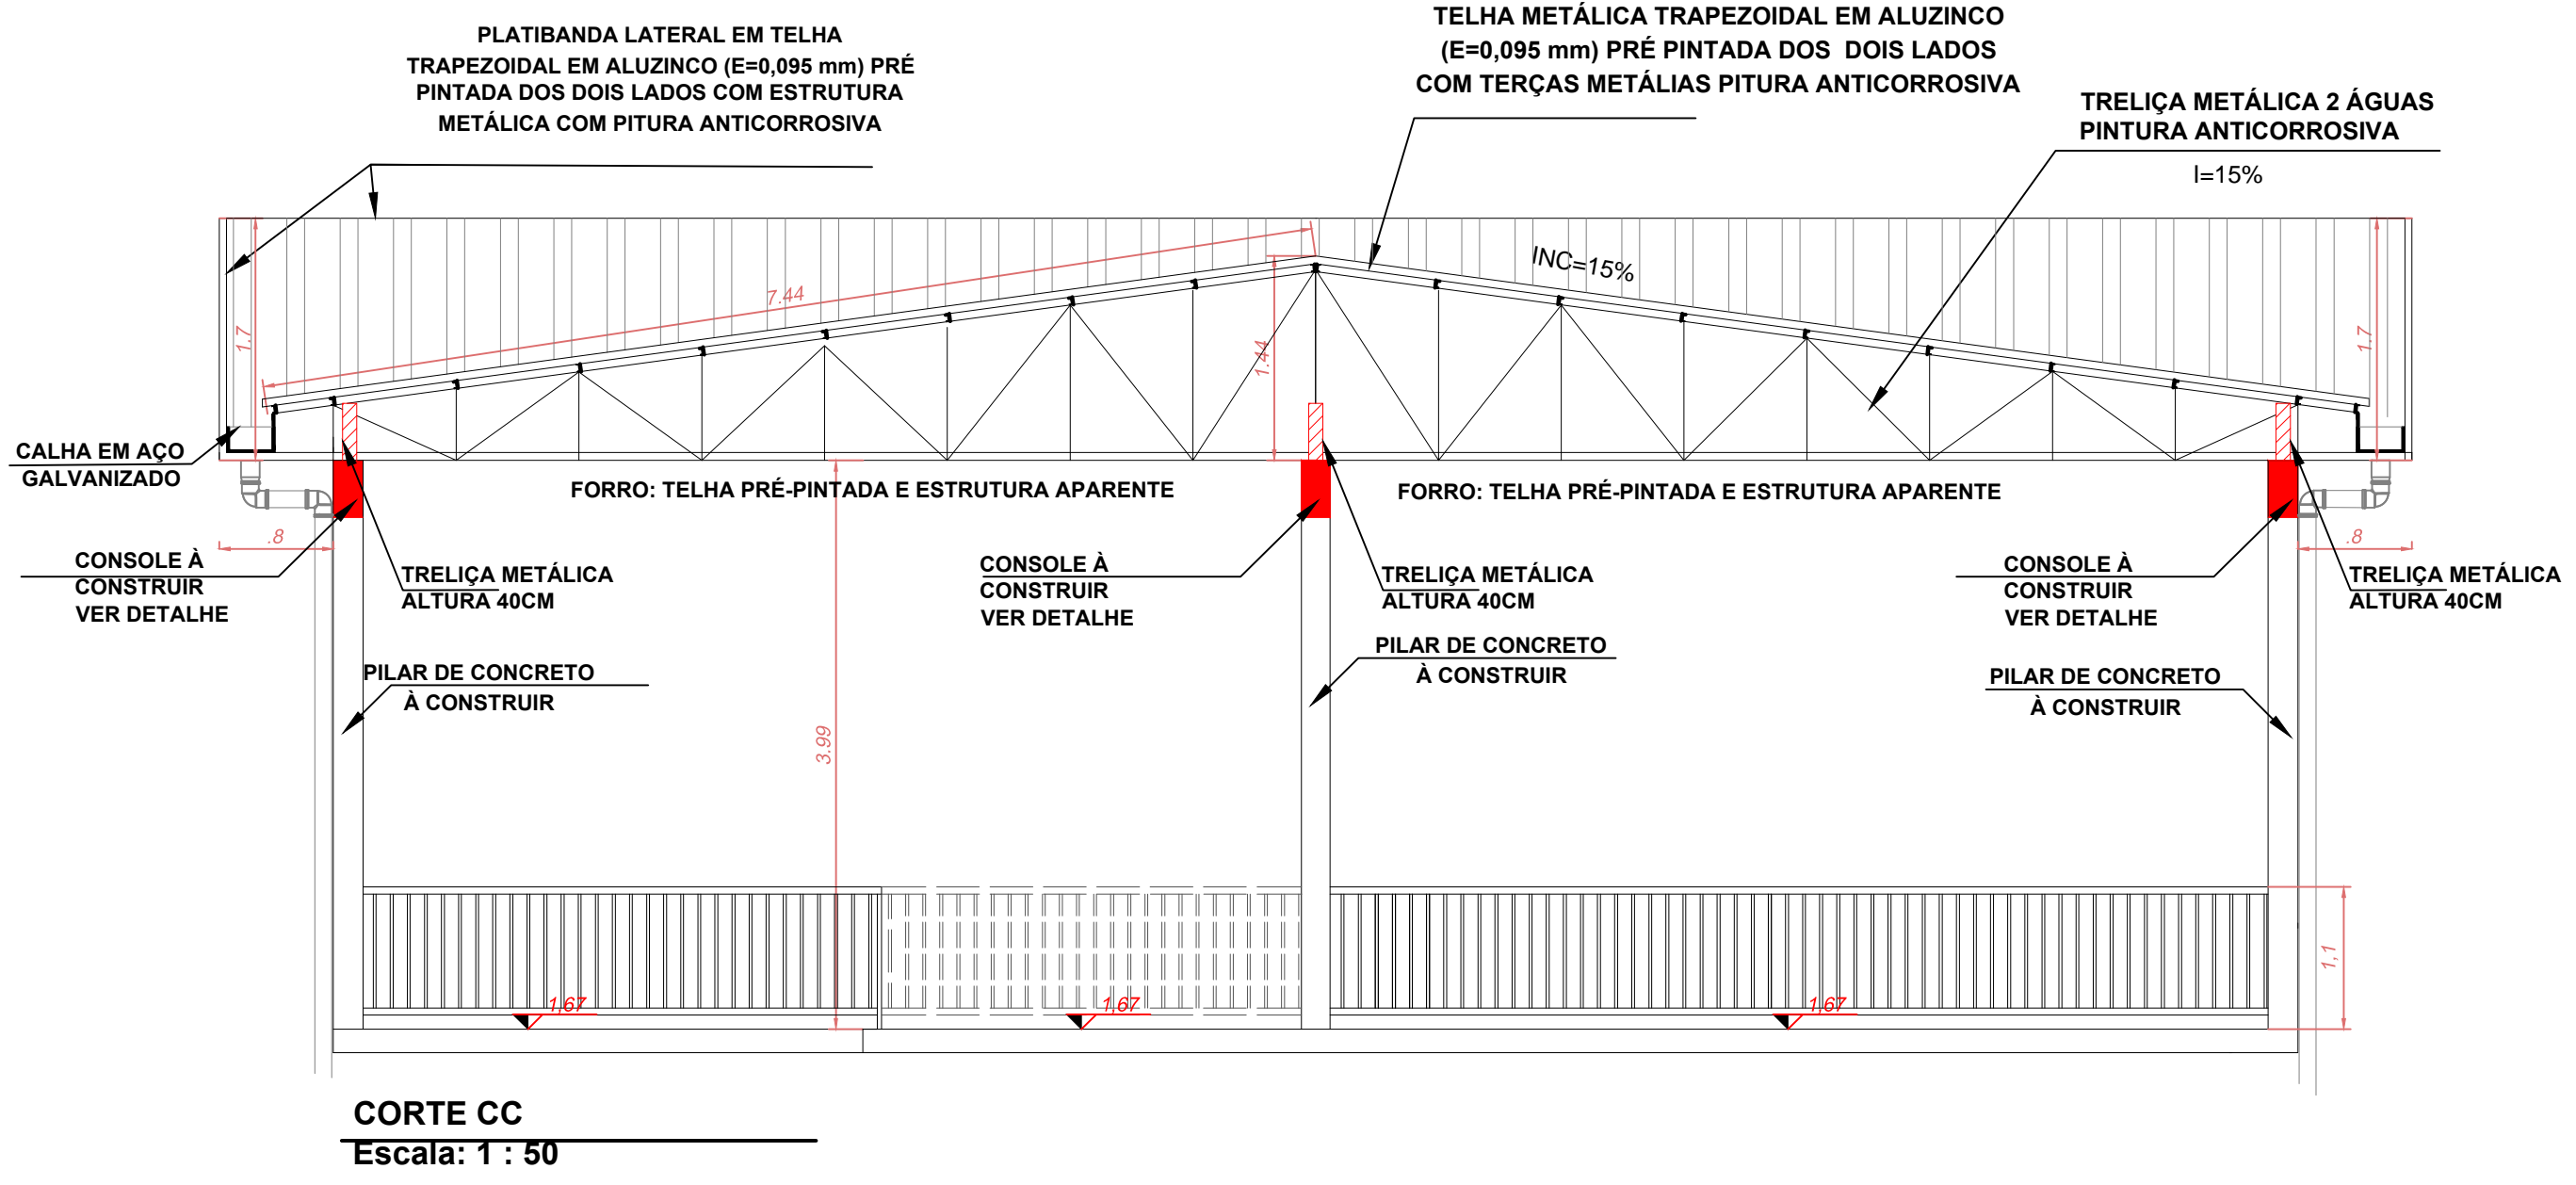 PLATIBANDA LATERAL EM TELHA
TRAPEZOIDAL EM ALUZINCO (E=0,095 mm) PRÉ
PINTADA DOS DOIS LADOS COM ESTRUTURA
METÁLICA COM PITURA ANTICORROSIVA
TELHA METÁLICA TRAPEZOIDAL EM ALUZINCO
(E=0,095 mm) PRÉ PINTADA DOS DOIS LADOS
COM TERÇAS METÁLIAS PITURA ANTICORROSIVA
TRELIÇA METÁLICA 2 ÁGUAS
PINTURA ANTICORROSIVA
I=15%
INC=15%
7.44
1.7
1.44
1.7
CALHA EM AÇO
GALVANIZADO
FORRO: TELHA PRÉ-PINTADA E ESTRUTURA APARENTE
FORRO: TELHA PRÉ-PINTADA E ESTRUTURA APARENTE
.8
.8
CONSOLE À
CONSTRUIR
VER DETALHE
TRELIÇA METÁLICA
ALTURA 40CM
CONSOLE À
CONSTRUIR
VER DETALHE
TRELIÇA METÁLICA
ALTURA 40CM
CONSOLE À
CONSTRUIR
VER DETALHE
TRELIÇA METÁLICA
ALTURA 40CM
PILAR DE CONCRETO
À CONSTRUIR
PILAR DE CONCRETO
À CONSTRUIR
PILAR DE CONCRETO
À CONSTRUIR
3.99
1,1
1,67
1,67
1,67
CORTE CC
Escala: 1 : 50